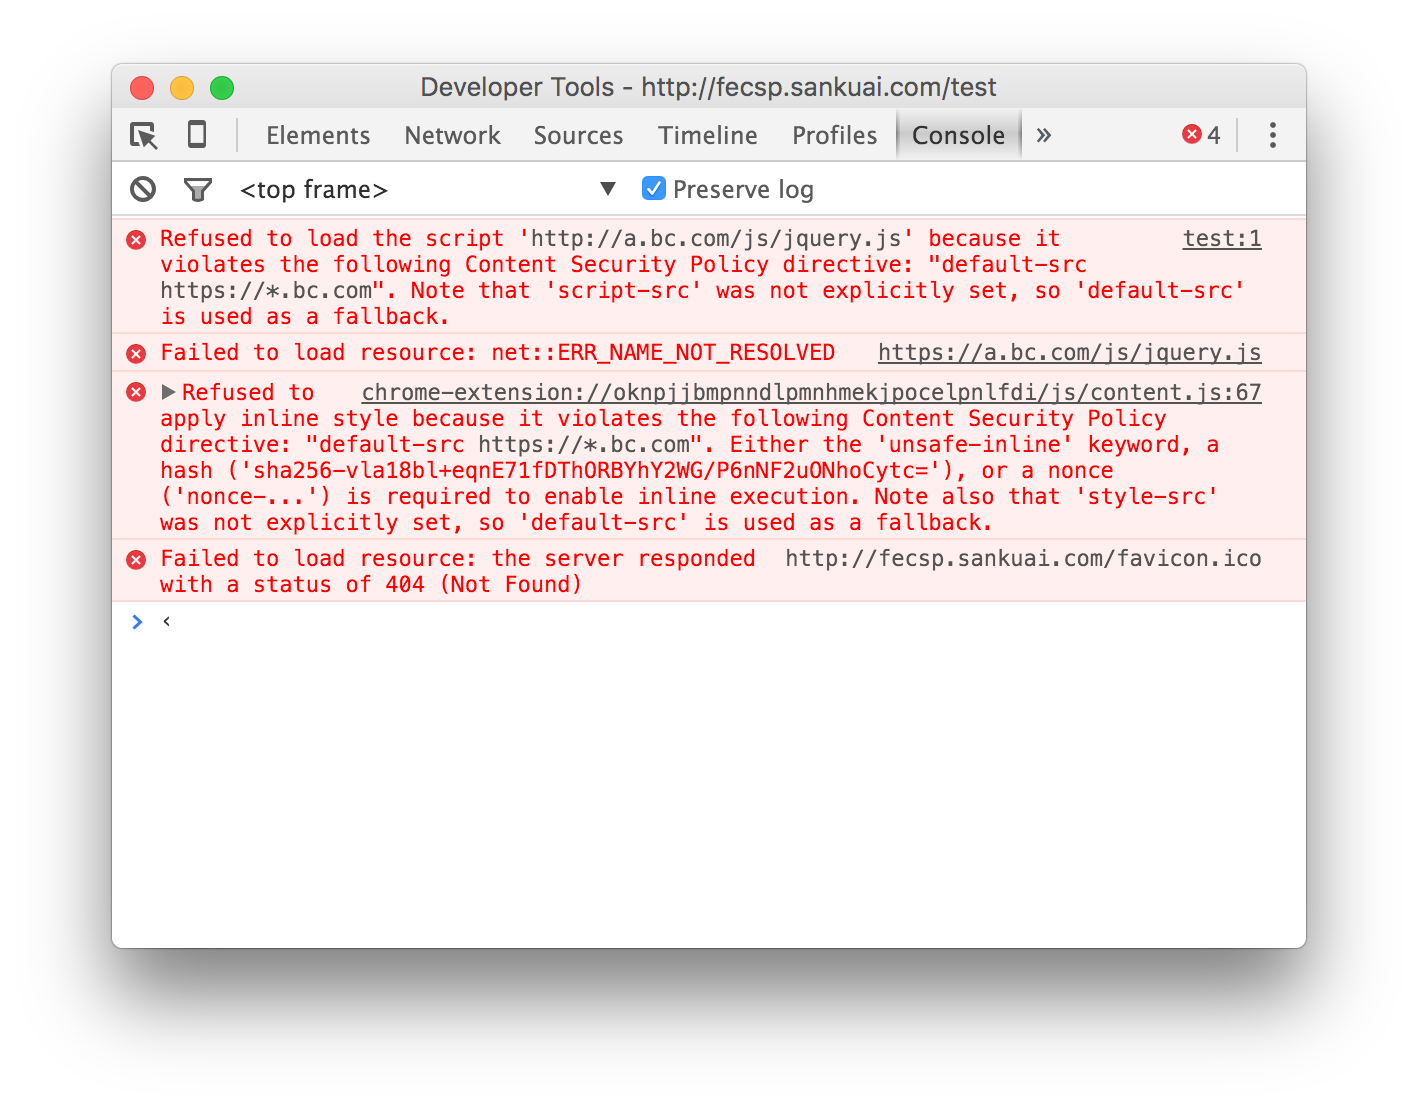 Developer Tools - http://fecsp.sankuai.com/test
Elements Network Sources Timeline Profiles Console » 4
<top frame> ▼ Preserve log
Refused to load the script 'http://a.bc.com/js/jquery.js' because it test:1
violates the following Content Security Policy directive: "default-src
https://*.bc.com". Note that 'script-src' was not explicitly set, so 'default-src'
is used as a fallback.
Failed to load resource: net::ERR_NAME_NOT_RESOLVED https://a.bc.com/js/jquery.js
▶Refused to chrome-extension://oknpjjbmpnndlpmnhmekjpocelpnlfdi/js/content.js:67
apply inline style because it violates the following Content Security Policy
directive: "default-src https://*.bc.com". Either the 'unsafe-inline' keyword, a
hash ('sha256-vla18bl+eqnE71fDThORBYhY2WG/P6nNF2uONhoCytc='), or a nonce
('nonce-...') is required to enable inline execution. Note also that 'style-src'
was not explicitly set, so 'default-src' is used as a fallback.
Failed to load resource: the server responded http://fecsp.sankuai.com/favicon.ico
with a status of 404 (Not Found)
> ‹